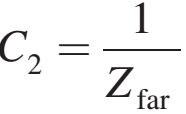 C₂ = 1 / Z_far